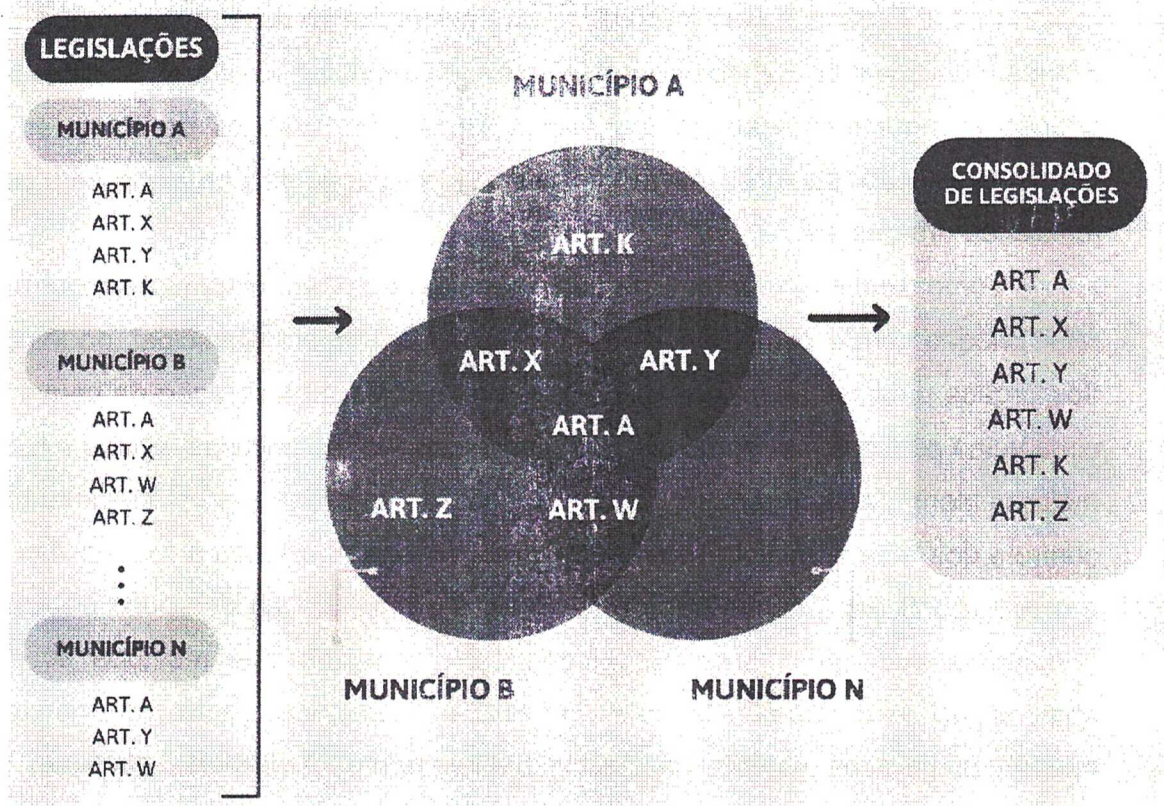 LEGISLAÇÕES
MUNICÍPIO A
ART. A
ART. X
ART. Y
ART. K
MUNICÍPIO B
ART. A
ART. X
ART. W
ART. Z
MUNICÍPIO N
ART. A
ART. Y
ART. W
MUNICÍPIO A
ART. K
ART. X
ART. Y
ART. A
ART. Z
ART. W
MUNICÍPIO B
MUNICÍPIO N
CONSOLIDADO
DE LEGISLAÇÕES
ART. A
ART. X
ART. Y
ART. W
ART. K
ART. Z